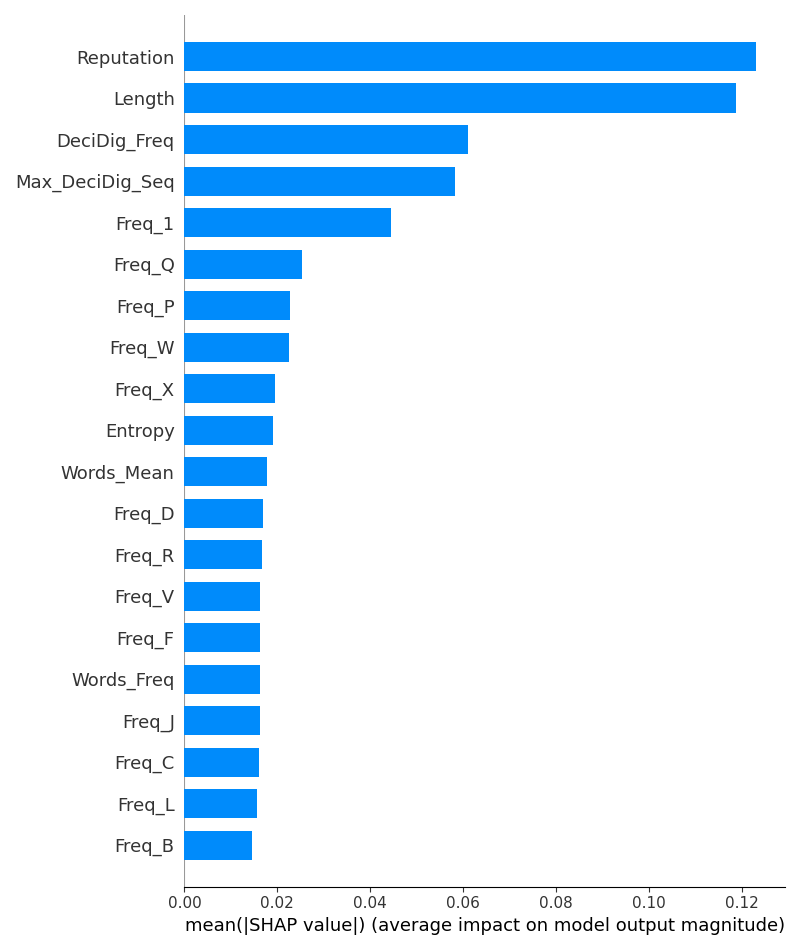 Reputation
Length
DeciDig_Freq
Max_DeciDig_Seq
Freq_1
Freq_Q
Freq_P
Freq_W
Freq_X
Entropy
Words_Mean
Freq_D
Freq_R
Freq_V
Freq_F
Words_Freq
Freq_J
Freq_C
Freq_L
Freq_B
0.00 0.02 0.04 0.06 0.08 0.10 0.12
mean(|SHAP value|) (average impact on model output magnitude)